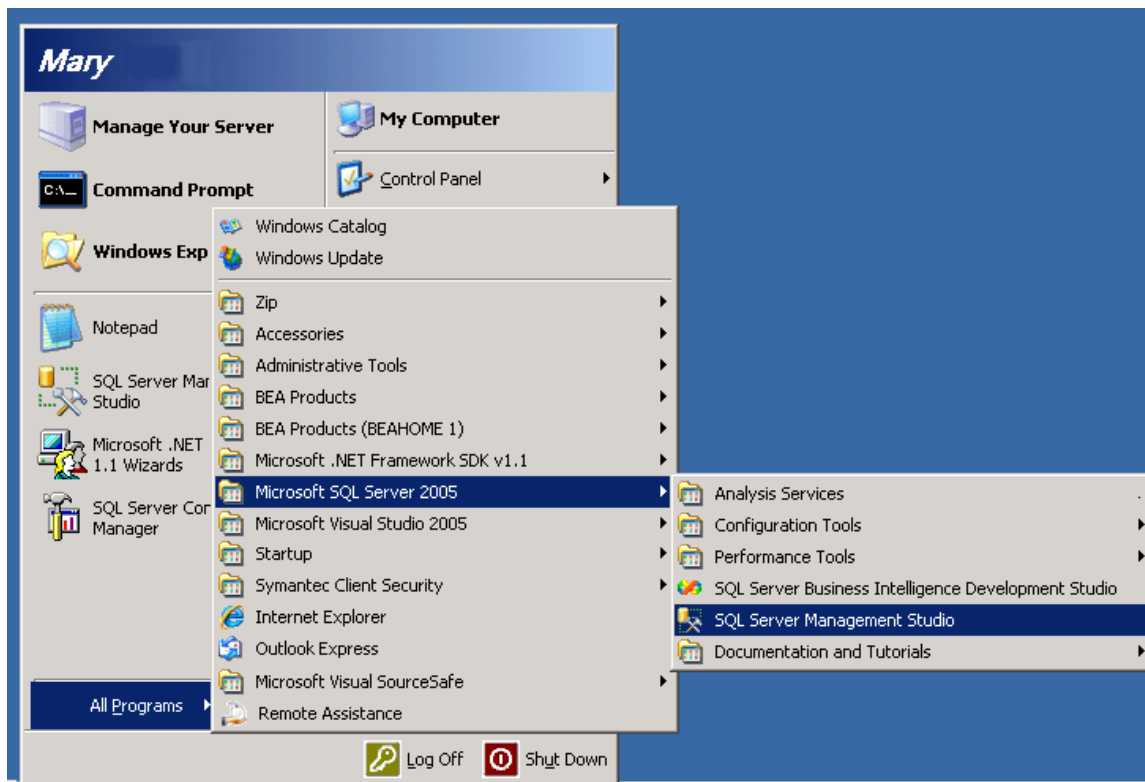 Mary
Manage Your Server
My Computer
C:\_
Command Prompt
Control Panel
Windows Exp
Windows Catalog
Windows Update
Zip
Notepad
Accessories
Administrative Tools
SQL Server Mar
Studio
BEA Products
BEA Products (BEAHOME 1)
Microsoft .NET
1.1 Wizards
Microsoft .NET Framework SDK v1.1
Microsoft SQL Server 2005
SQL Server Cor
Manager
Microsoft Visual Studio 2005
Startup
Symantec Client Security
Internet Explorer
Outlook Express
Microsoft Visual SourceSafe
Remote Assistance
Analysis Services
Configuration Tools
Performance Tools
SQL Server Business Intelligence Development Studio
SQL Server Management Studio
Documentation and Tutorials
All Programs
Log Off
Shut Down